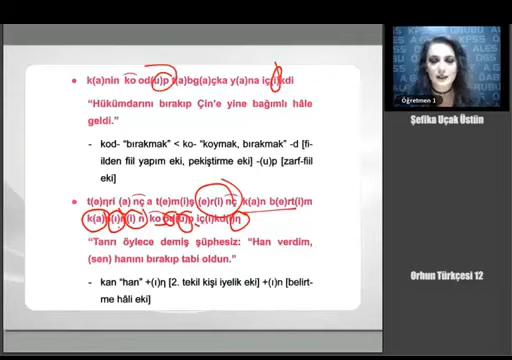 • k(a)nin ko od(u)p t(a)bg(a)çka y(a)na iç(i)kdi
“Hükümdarını bırakıp Çin’e yine bağımlı hâle
geldi.”
- kod- “bırakmak” < ko- “koymak, bırakmak” -d [fi-
ilden fiil yapım eki, pekiştirme eki] -(u)p [zarf-fiil
eki]
• t(e)ŋri (a) nç a t(e)m(i)ş (e)r(i) nç k(a)n b(e)rt(i)m
k(a)n(ı)ŋ(i) n ko od(u)p iç(i)kd(i)ŋ
“Tanrı öylece demiş şüphesiz: “Han verdim,
(sen) hanını bırakıp tabi oldun.”
- kan “han” +(ı)ŋ [2. tekil kişi iyelik eki] +(ı)n [belirt-
me hâli eki]
Öğretmen 1
Şefika Uçak Üstün
Orhun Türkçesi 12